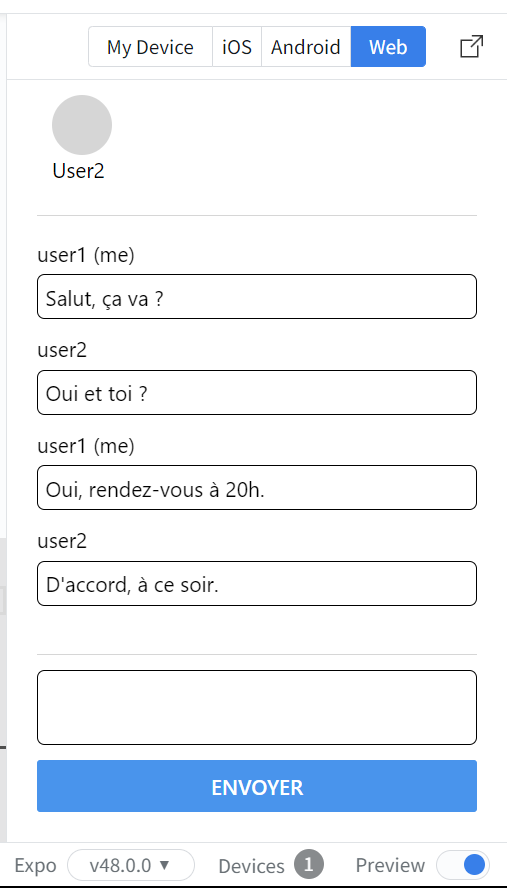 My Device iOS Android Web
User2
user1 (me)
Salut, ça va ?
user2
Oui et toi ?
user1 (me)
Oui, rendez-vous à 20h.
user2
D'accord, à ce soir.
ENVOYER
Expo v48.0.0 ▼ Devices 1 Preview